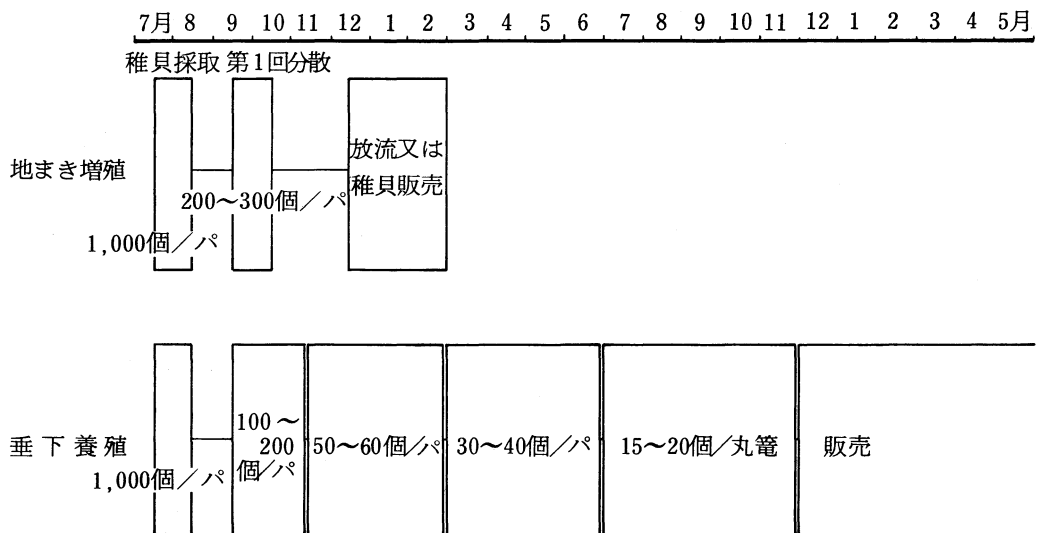 7月 8 9 10 11 12 1 2 3 4 5 6 7 8 9 10 11 12 1 2 3 4 5月
稚貝採取 第1回分散
地まき増殖
放流又は
稚貝販売
200〜300個／パ
1,000個／パ
垂下養殖
100〜
200
個／パ
50〜60個／パ
30〜40個／パ
15〜20個／丸篭
販売
1,000個／パ